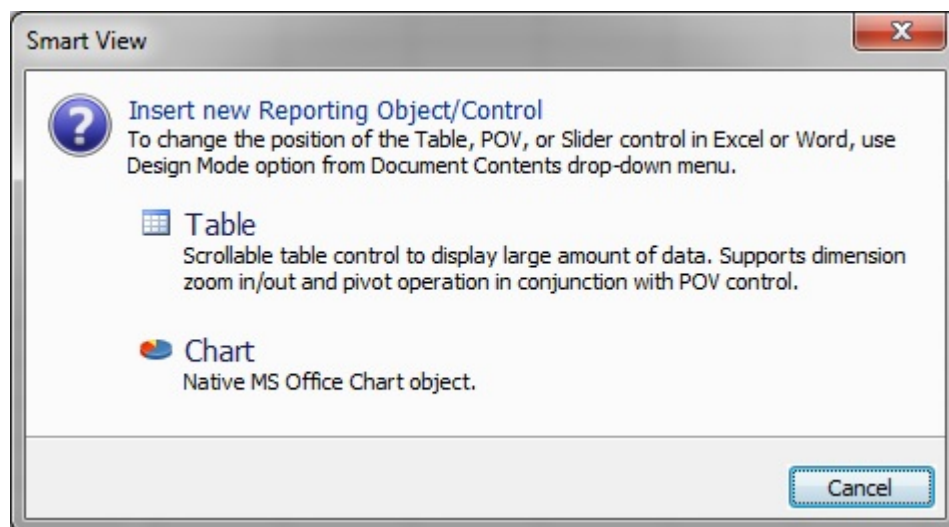 Smart View
Insert new Reporting Object/Control
To change the position of the Table, POV, or Slider control in Excel or Word, use
Design Mode option from Document Contents drop-down menu.
Table
Scrollable table control to display large amount of data. Supports dimension
zoom in/out and pivot operation in conjunction with POV control.
Chart
Native MS Office Chart object.
Cancel